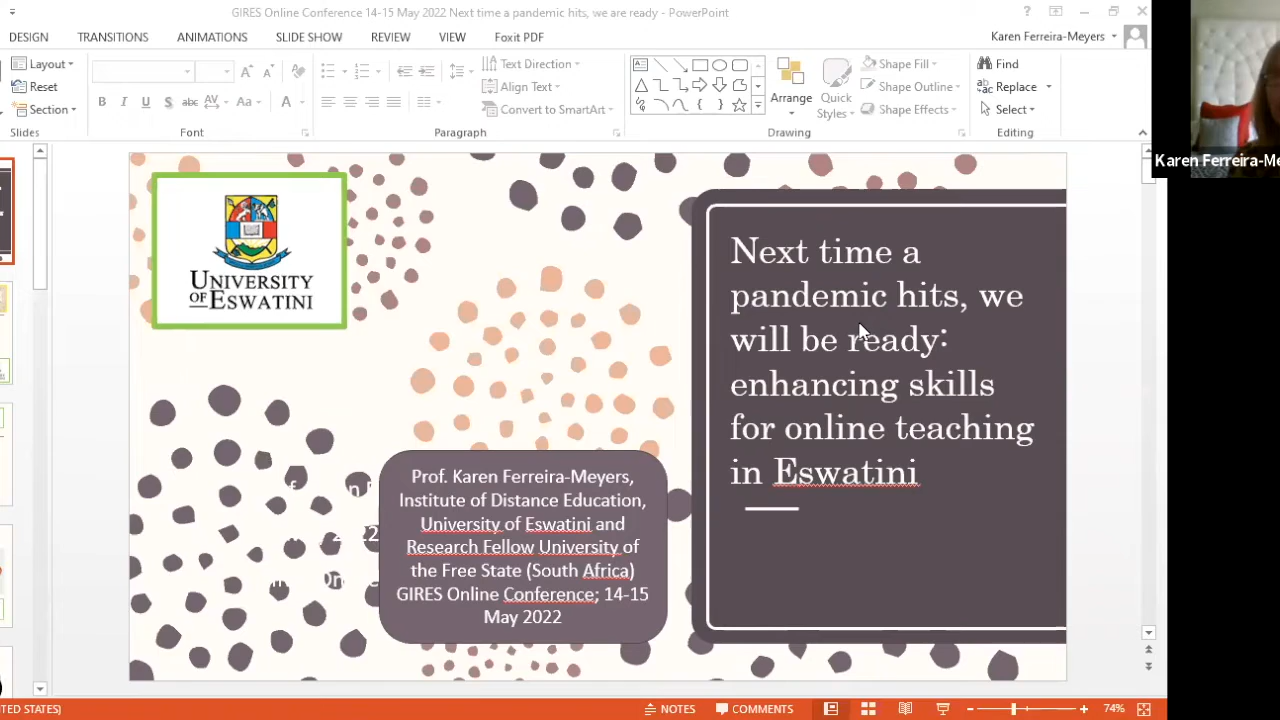 GIRES Online Conference 14-15 May 2022 Next time a pandemic hits, we are ready - PowerPoint
DESIGN TRANSITIONS ANIMATIONS SLIDE SHOW REVIEW VIEW Foxit PDF
Karen Ferreira-Meyers
Layout
Reset
Section
Slides
B I U S abc AV Aa A
Font
Text Direction
Align Text
Convert to SmartArt
Paragraph
Arrange
Quick
Styles
Shape Fill
Shape Outline
Shape Effects
Drawing
Find
Replace
Select
Editing
Karen Ferreira-Me
UNIVERSITY
OF ESWATINI
Next time a
pandemic hits, we
will be ready:
enhancing skills
for online teaching
in Eswatini
Prof. Karen Ferreira-Meyers,
Institute of Distance Education,
University of Eswatini and
Research Fellow University of
the Free State (South Africa)
GIRES Online Conference; 14-15
May 2022
NOTES COMMENTS 74%